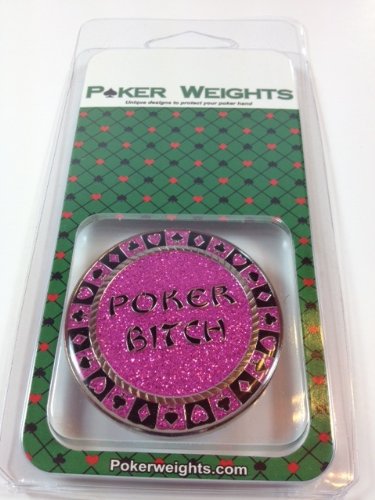 POKER WEIGHTS
Unique designs to protect your poker hand
POKER
BITCH
Pokerweights.com